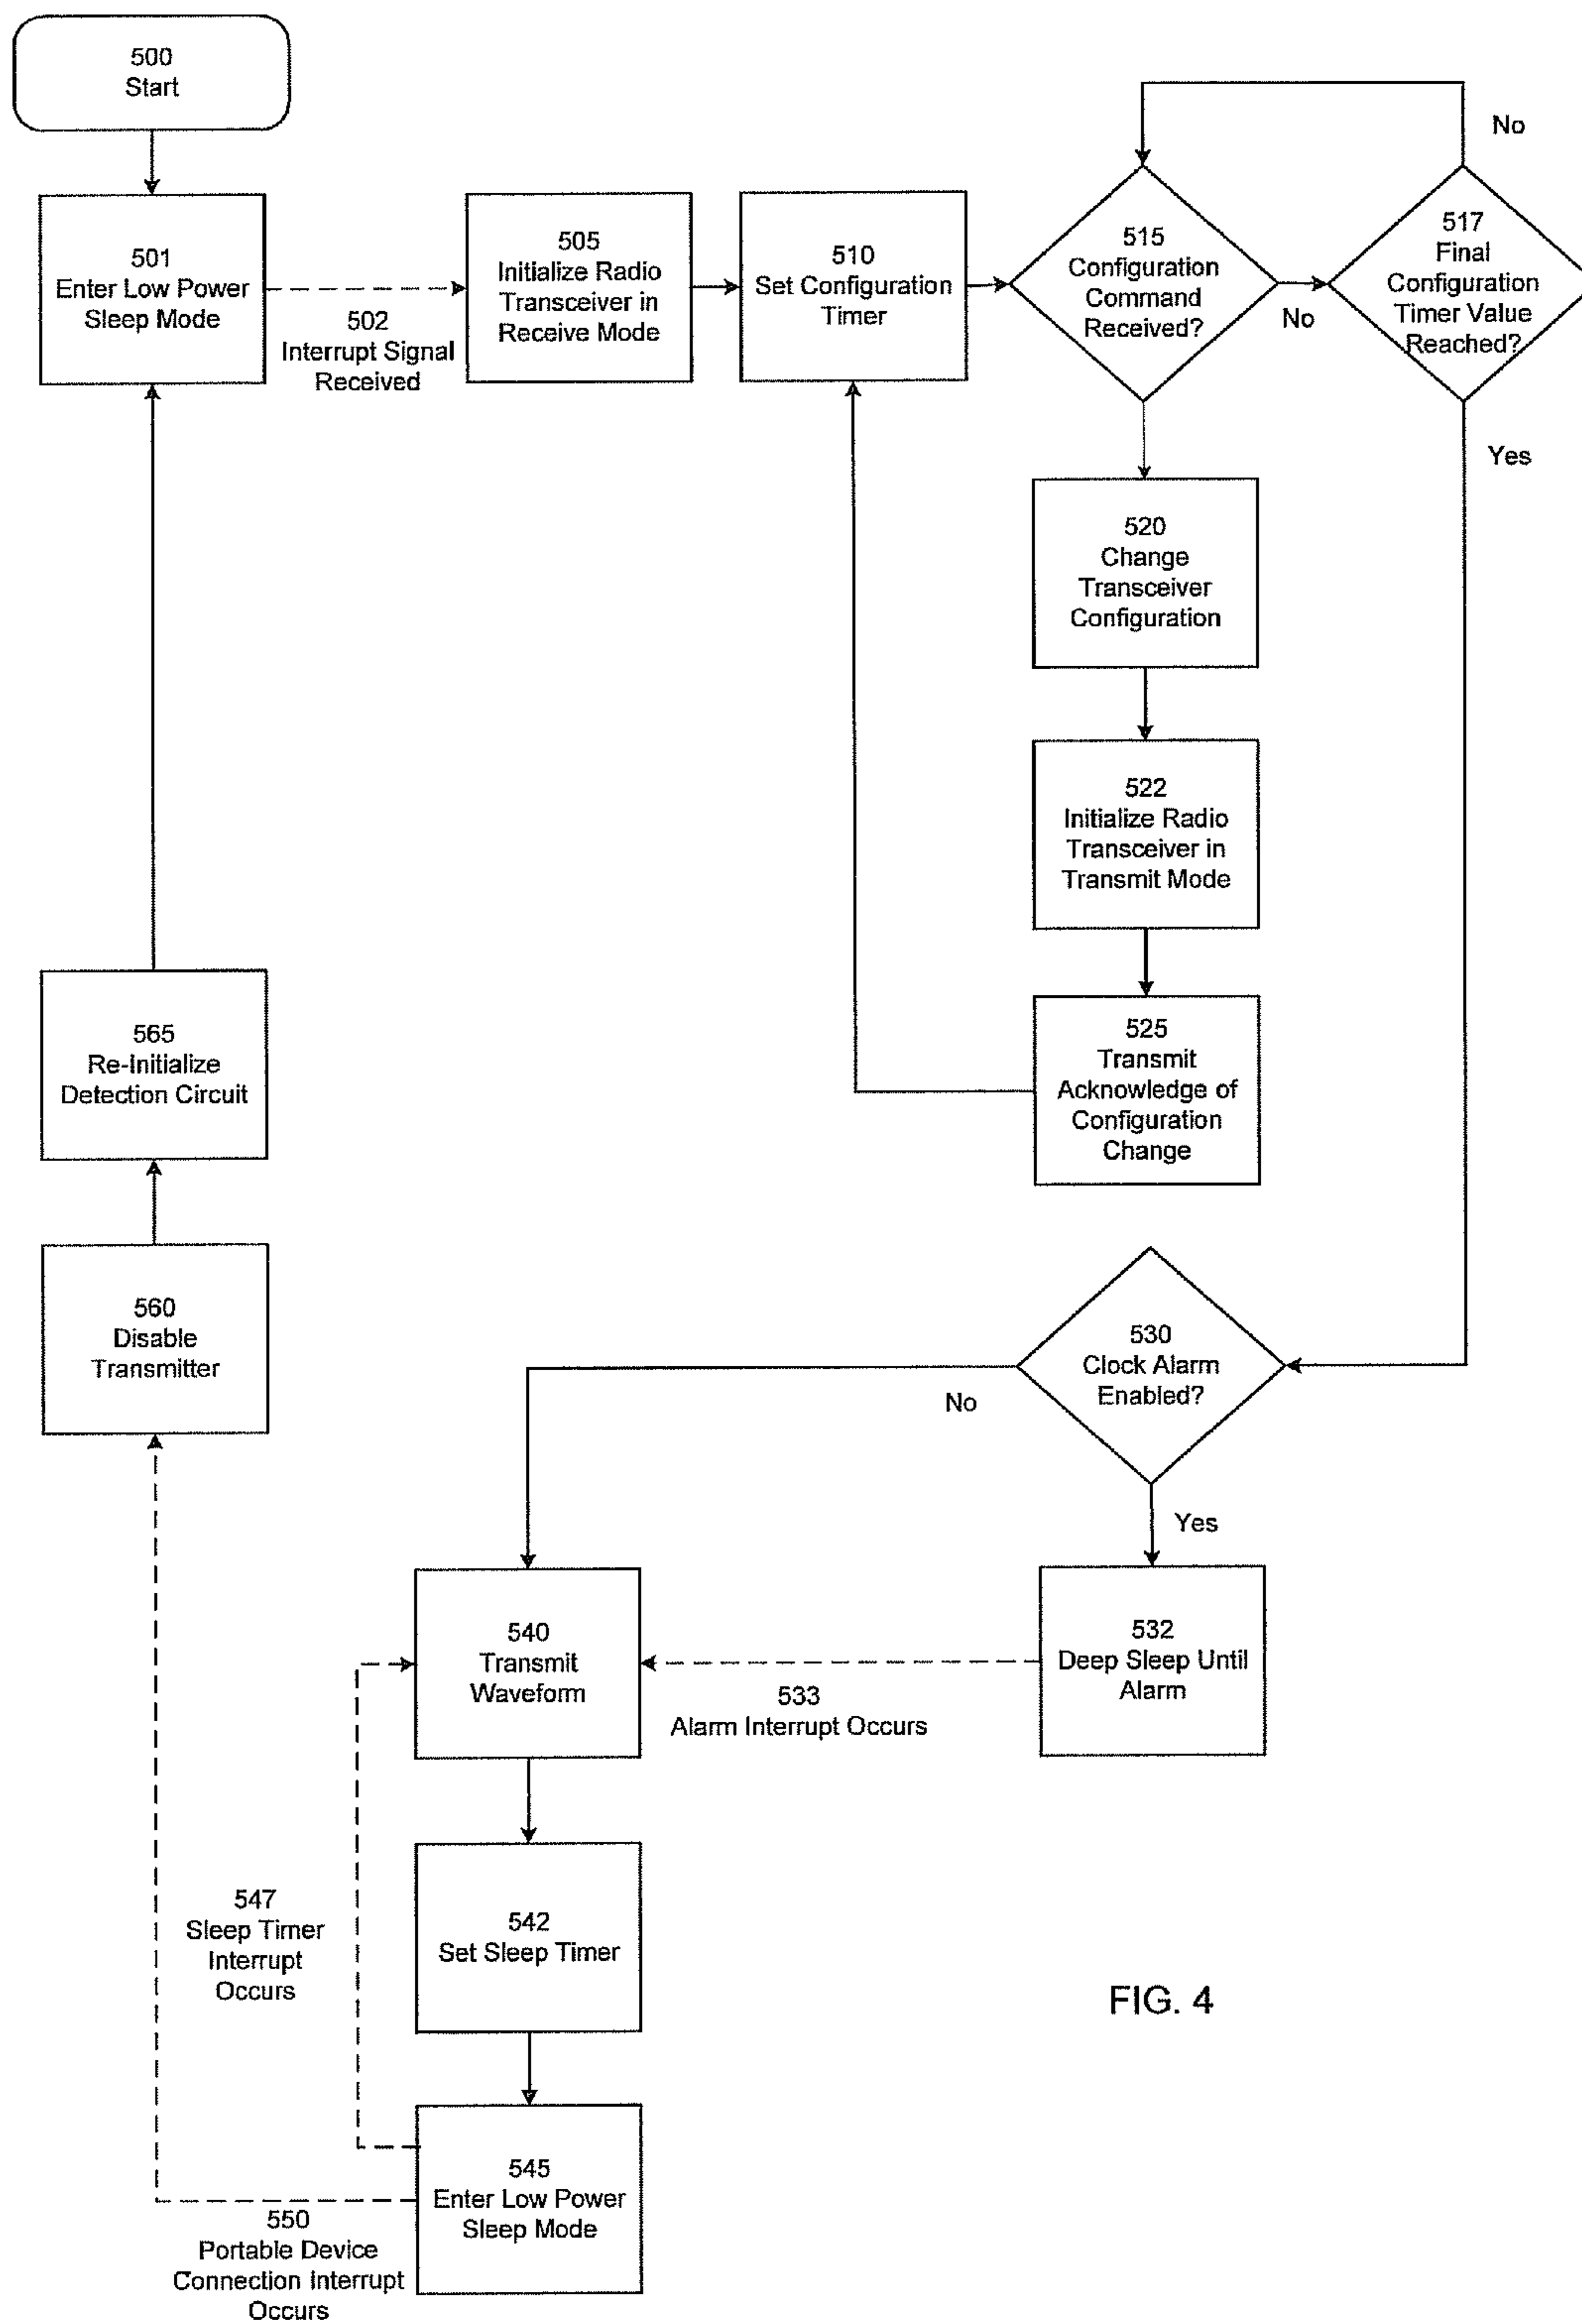 500
Start
501
Enter Low Power
Sleep Mode
502
Interrupt Signal
Received
505
Initialize Radio
Transceiver in
Receive Mode
510
Set Configuration
Timer
515
Configuration
Command
Received?
No
517
Final
Configuration
Timer Value
Reached?
No
Yes
520
Change
Transceiver
Configuration
522
Initialize Radio
Transceiver in
Transmit Mode
525
Transmit
Acknowledge of
Configuration
Change
565
Re-Initialize
Detection Circuit
560
Disable
Transmitter
530
Clock Alarm
Enabled?
No
Yes
532
Deep Sleep Until
Alarm
533
Alarm Interrupt Occurs
540
Transmit
Waveform
542
Set Sleep Timer
547
Sleep Timer
Interrupt
Occurs
545
Enter Low Power
Sleep Mode
550
Portable Device
Connection Interrupt
Occurs
FIG. 4